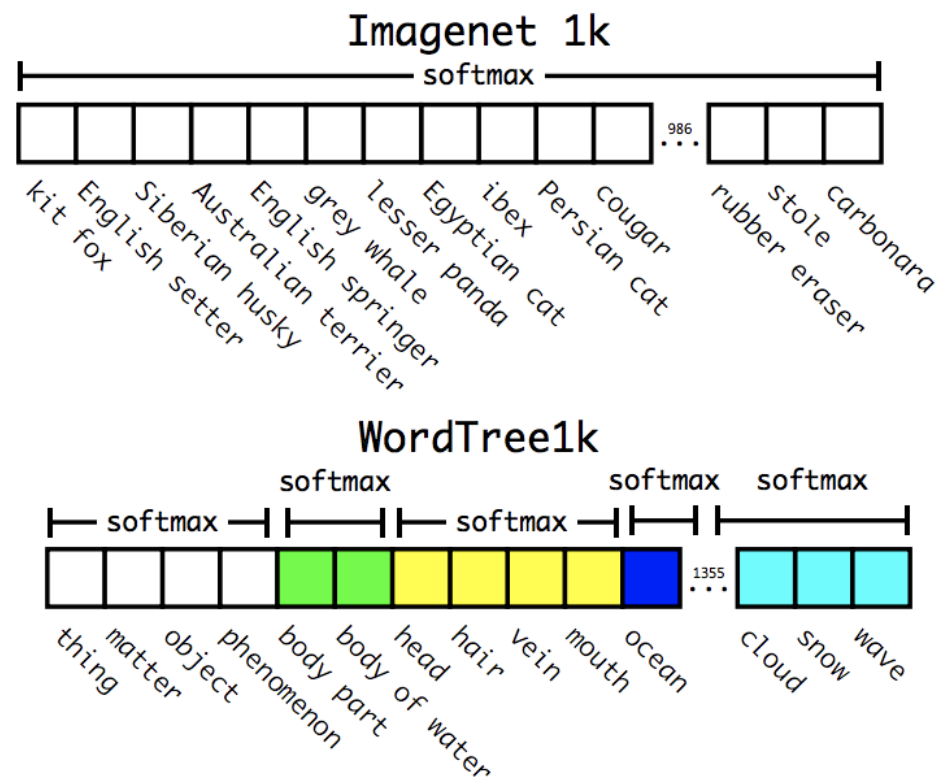 Imagenet 1k
softmax
986
...
kit fox
English setter
Siberian husky
Australian terrier
English springer
grey whale
lesser panda
Egyptian cat
ibex
Persian cat
cougar
rubber eraser
stole
carbonara
WordTree1k
softmax
softmax
softmax
softmax
softmax
1355
...
thing
matter
object
phenomenon
body part
body of water
head
hair
vein
mouth
ocean
cloud
snow
wave